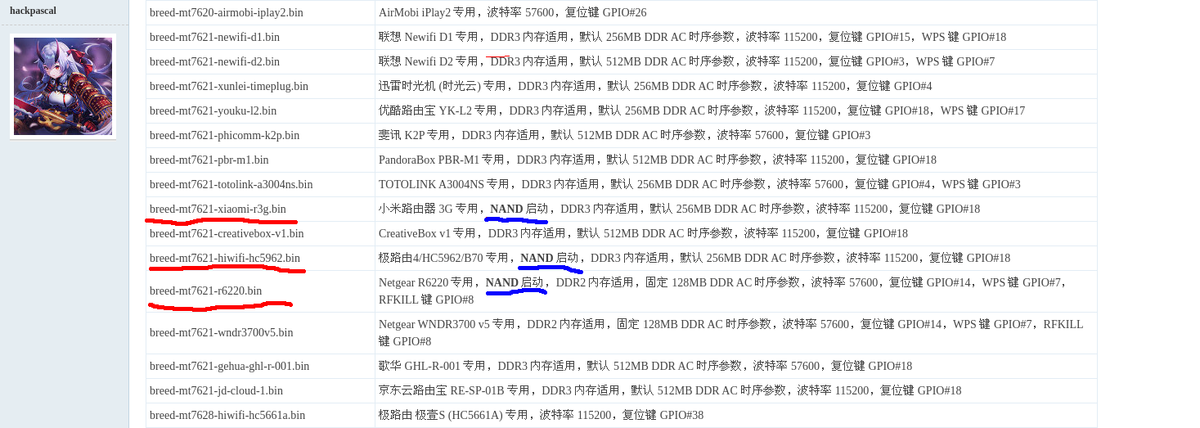 hackpascal
breed-mt7620-airmobi-iplay2.bin AirMobi iPlay2 专用，波特率 57600，复位键 GPIO#26
breed-mt7621-newifi-d1.bin 联想 Newifi D1 专用，DDR3 内存适用，默认 256MB DDR AC 时序参数，波特率 115200，复位键 GPIO#15，WPS 键 GPIO#18
breed-mt7621-newifi-d2.bin 联想 Newifi D2 专用，DDR3 内存适用，默认 512MB DDR AC 时序参数，波特率 115200，复位键 GPIO#3，WPS 键 GPIO#7
breed-mt7621-xunlei-timeplug.bin 迅雷时光机 (时光云) 专用，DDR3 内存适用，默认 256MB DDR AC 时序参数，波特率 115200，复位键 GPIO#4
breed-mt7621-youku-l2.bin 优酷路由宝 YK-L2 专用，DDR3 内存适用，默认 256MB DDR AC 时序参数，波特率 115200，复位键 GPIO#18，WPS 键 GPIO#17
breed-mt7621-phicomm-k2p.bin 斐讯 K2P 专用，DDR3 内存适用，默认 512MB DDR AC 时序参数，波特率 57600，复位键 GPIO#3
breed-mt7621-pbr-m1.bin PandoraBox PBR-M1 专用，DDR3 内存适用，默认 512MB DDR AC 时序参数，波特率 115200，复位键 GPIO#18
breed-mt7621-totolink-a3004ns.bin TOTOLINK A3004NS 专用，DDR3 内存适用，默认 256MB DDR AC 时序参数，波特率 57600，复位键 GPIO#4，WPS 键 GPIO#3
breed-mt7621-xiaomi-r3g.bin 小米路由器 3G 专用，NAND 启动，DDR3 内存适用，默认 256MB DDR AC 时序参数，波特率 115200，复位键 GPIO#18
breed-mt7621-creativebox-v1.bin CreativeBox v1 专用，DDR3 内存适用，默认 512MB DDR AC 时序参数，波特率 115200，复位键 GPIO#18
breed-mt7621-hiwifi-hc5962.bin 极路由4/HC5962/B70 专用，NAND 启动，DDR3 内存适用，默认 256MB DDR AC 时序参数，波特率 115200，复位键 GPIO#18
breed-mt7621-r6220.bin Netgear R6220 专用，NAND 启动，DDR2 内存适用，固定 128MB DDR AC 时序参数，波特率 57600，复位键 GPIO#14，WPS 键 GPIO#7，
RFKILL 键 GPIO#8
breed-mt7621-wndr3700v5.bin Netgear WNDR3700 v5 专用，DDR2 内存适用，固定 128MB DDR AC 时序参数，波特率 57600，复位键 GPIO#14，WPS 键 GPIO#7，RFKILL
键 GPIO#8
breed-mt7621-gehua-ghl-r-001.bin 歌华 GHL-R-001 专用，DDR3 内存适用，默认 512MB DDR AC 时序参数，波特率 57600，复位键 GPIO#18
breed-mt7621-jd-cloud-1.bin 京东云路由宝 RE-SP-01B 专用，DDR3 内存适用，默认 512MB DDR AC 时序参数，波特率 115200，复位键 GPIO#18
breed-mt7628-hiwifi-hc5661a.bin 极路由 极壹S (HC5661A) 专用，波特率 115200，复位键 GPIO#38